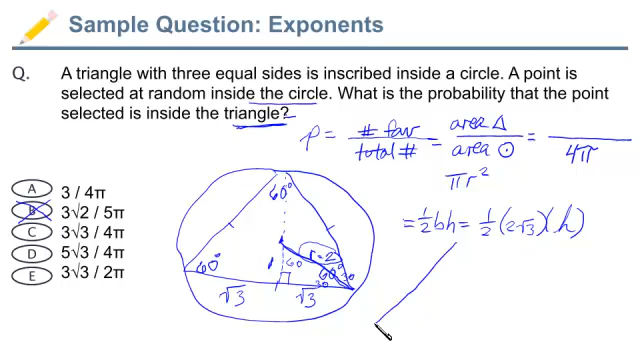 Sample Question: Exponents
Q. A triangle with three equal sides is inscribed inside a circle. A point is
selected at random inside the circle. What is the probability that the point
selected is inside the triangle?
P = # fav / total # = area Δ / area ⊙ = / 4π
πr²
A 3 / 4π
B 3√2 / 5π
C 3√3 / 4π
D 5√3 / 4π
E 3√3 / 2π
= 1/2 bh = 1/2 (2√3)(h)
60°
r=2
60° 1 60 60° 30
30
√3 √3